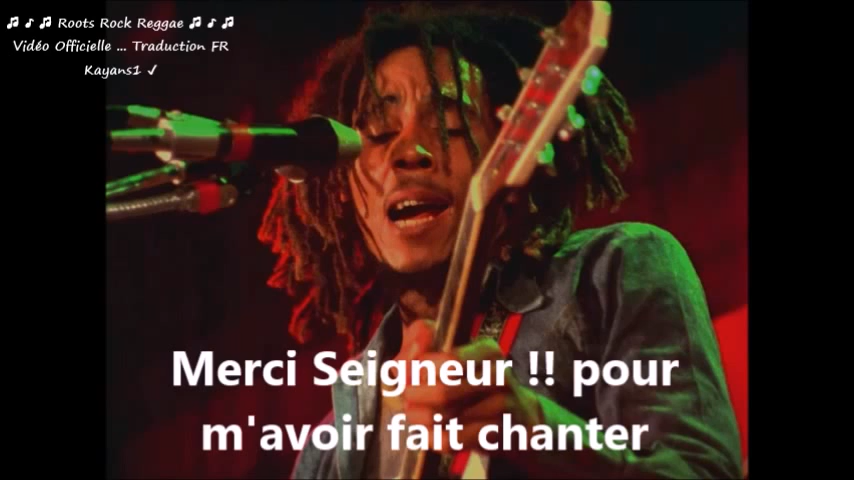 ♫ ♪ ♫ Roots Rock Reggae ♫ ♪ ♫
Vidéo Officielle ... Traduction FR
Kayans1 ✓
Merci Seigneur !! pour
m'avoir fait chanter